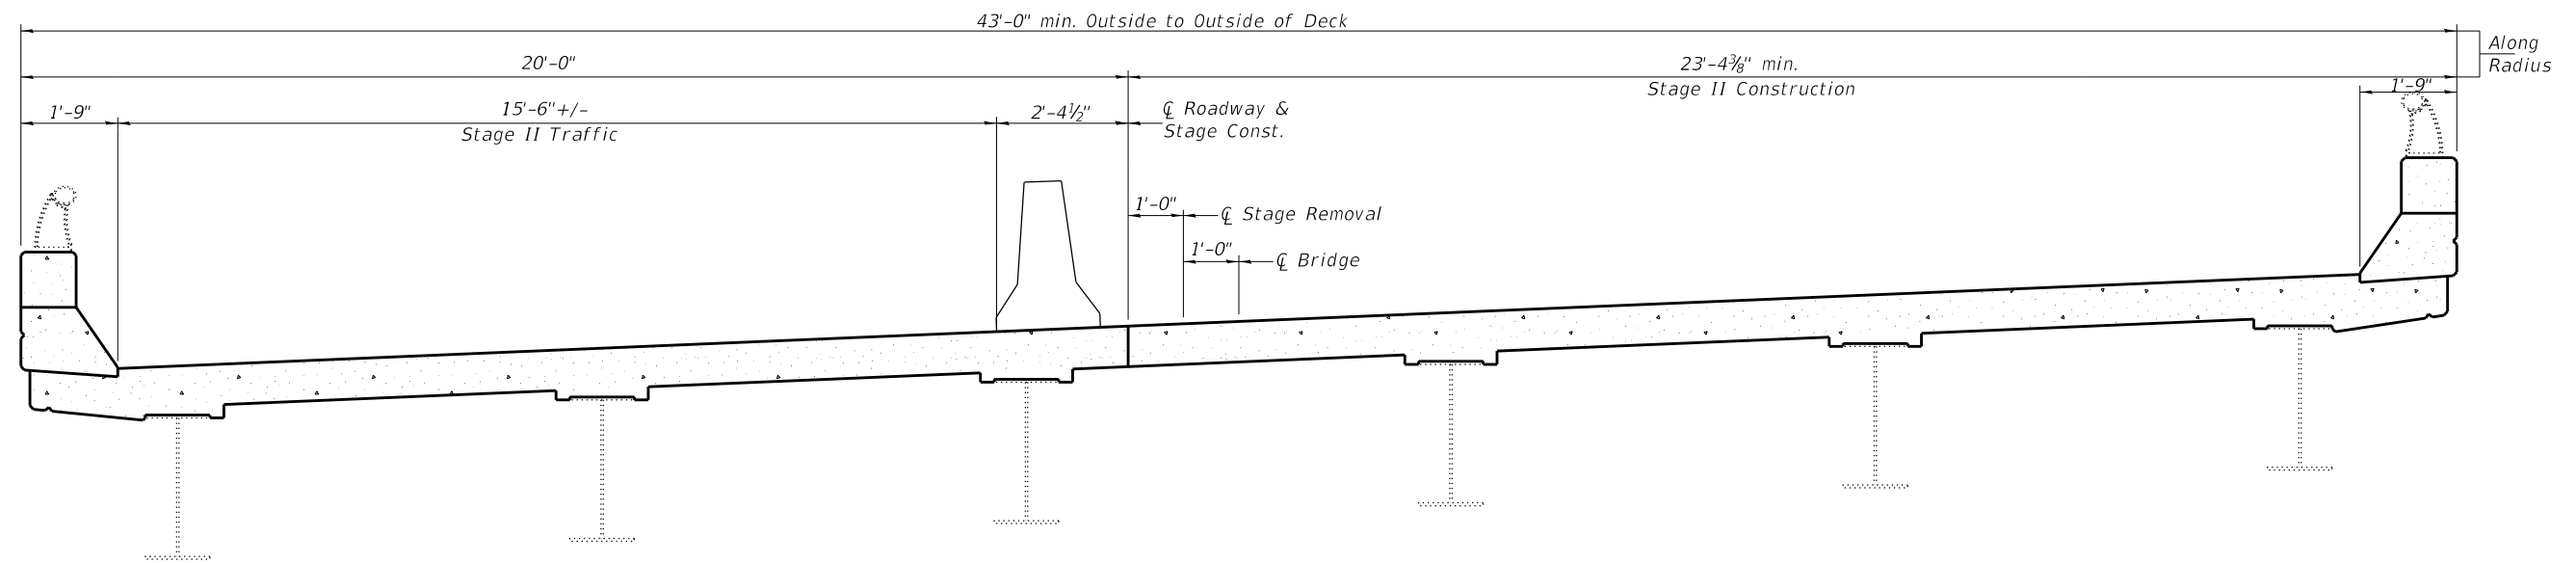 43'-0" min. Outside to Outside of Deck
Along
Radius
20'-0"
23'-4⅜" min.
Stage II Construction
1'-9"
1'-9"
15'-6"+/-
Stage II Traffic
2'-4½"
℄ Roadway &
Stage Const.
1'-0"
℄ Stage Removal
1'-0"
℄ Bridge